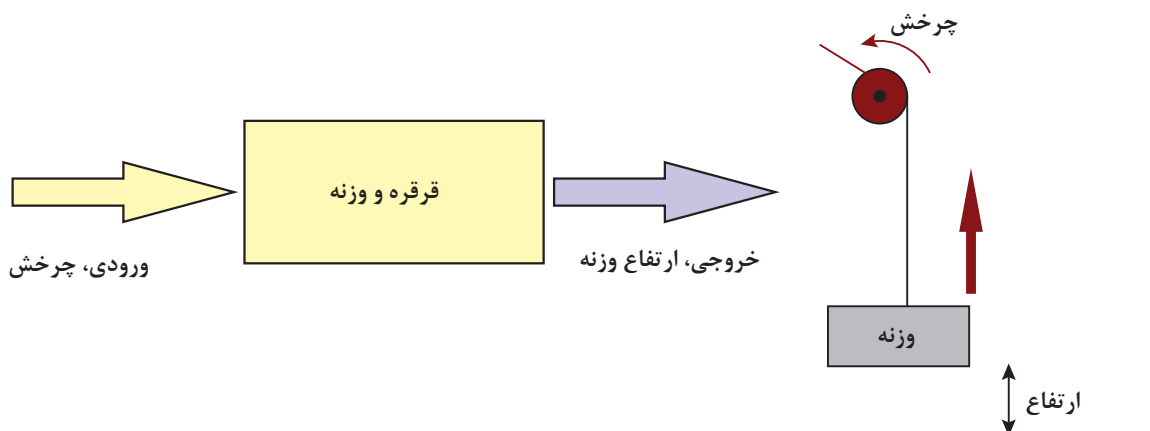 چرخش
قرقره و وزنه
ورودی، چرخش
خروجی، ارتفاع وزنه
وزنه
ارتفاع